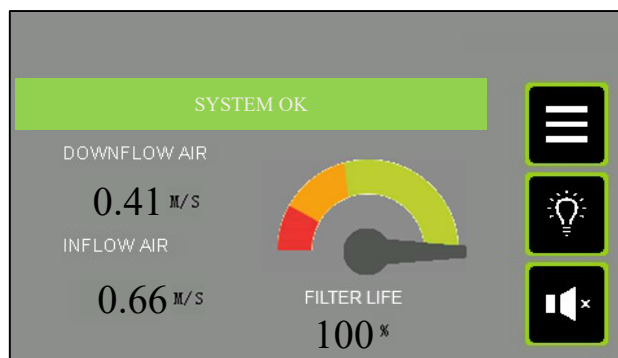 SYSTEM OK
DOWNFLOW AIR
0.41 M/S
INFLOW AIR
0.66 M/S
FILTER LIFE
100 %